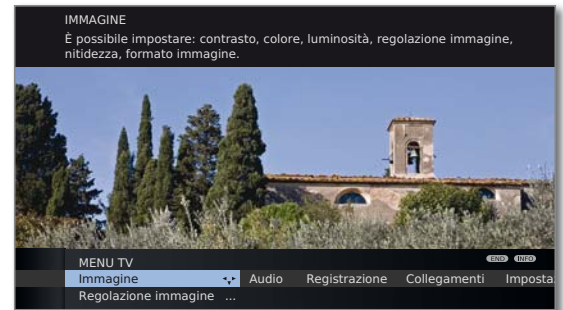 IMMAGINE
È possibile impostare: contrasto, colore, luminosità, regolazione immagine,
nitidezza, formato immagine.
MENU TV
END INFO
Immagine Audio Registrazione Collegamenti Imposta
Regolazione immagine ...